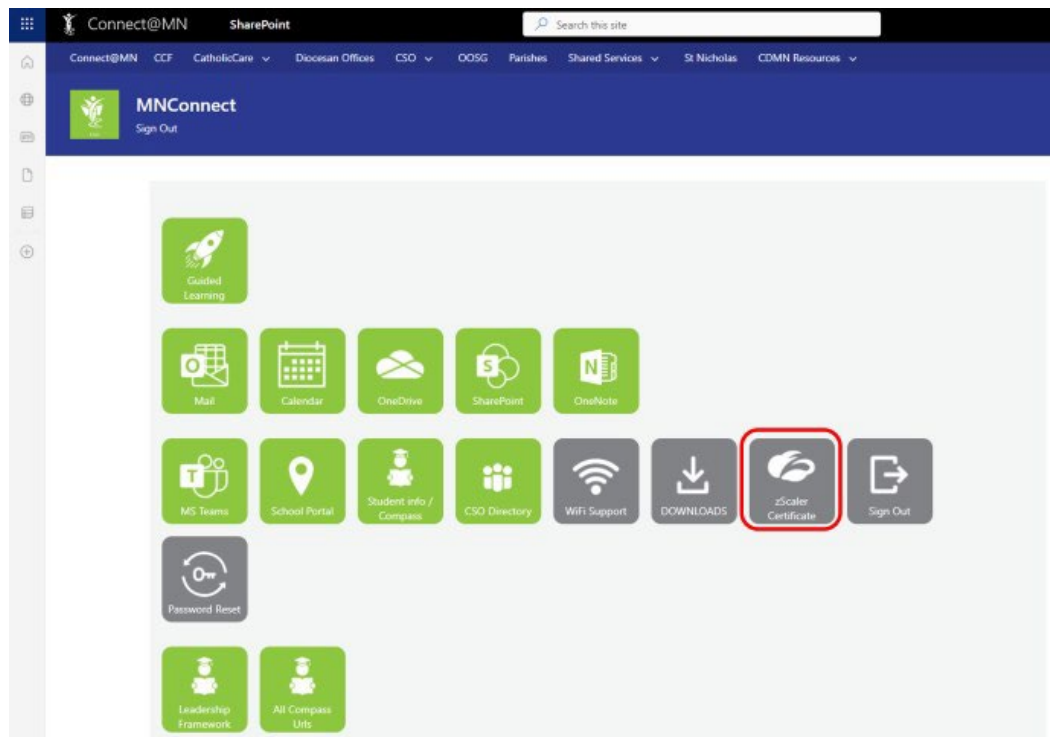 Connect@MN SharePoint Search this site
Connect@MN CCF CatholicCare Diocesan Offices CSO OOSG Parishes Shared Services St Nicholas CDMN Resources
MNConnect
Sign Out
Guided
Learning
Mail Calendar OneDrive SharePoint OneNote
MS Teams School Portal Student info /
Compass CSO Directory WiFi Support DOWNLOADS zScaler
Certificate Sign Out
Password Reset
Leadership
Framework All Compass
Urls